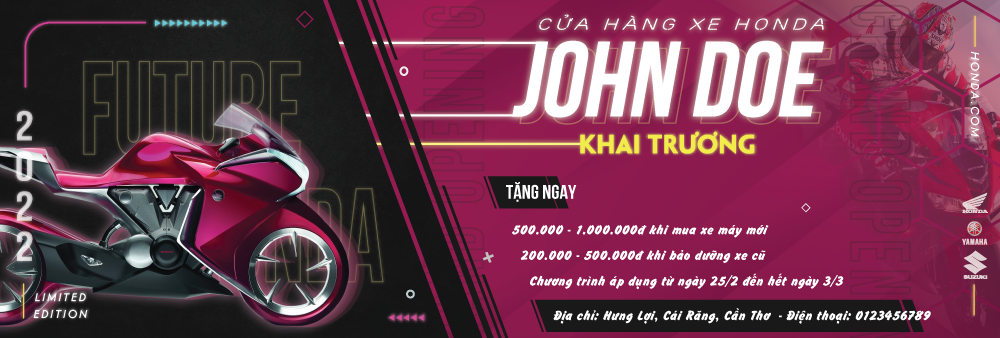 FUTURE
HONDA
2022
LIMITED
EDITION
CỬA HÀNG XE HONDA
JOHN DOE
KHAI TRƯƠNG
TẶNG NGAY
500.000 - 1.000.000đ khi mua xe máy mới
200.000 - 500.000đ khi bảo dưỡng xe cũ
Chương trình áp dụng từ ngày 25/2 đến hết ngày 3/3
Địa chỉ: Hưng Lợi, Cái Răng, Cần Thơ - Điện thoại: 0123456789
HONDA.COM
HONDA
YAMAHA
SUZUKI